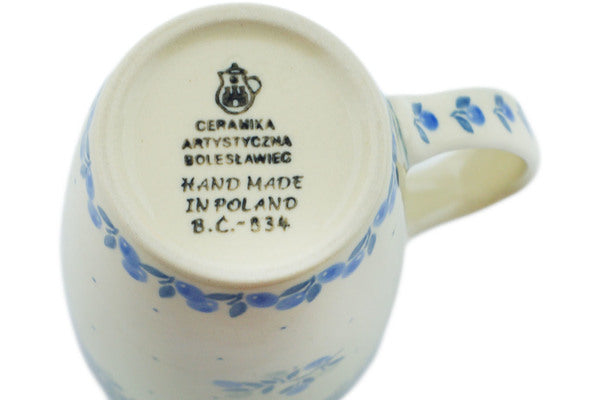 CERAMIKA
ARTYSTYCZNA
BOLESŁAWIEC
HAND MADE
IN POLAND
B.C.-834